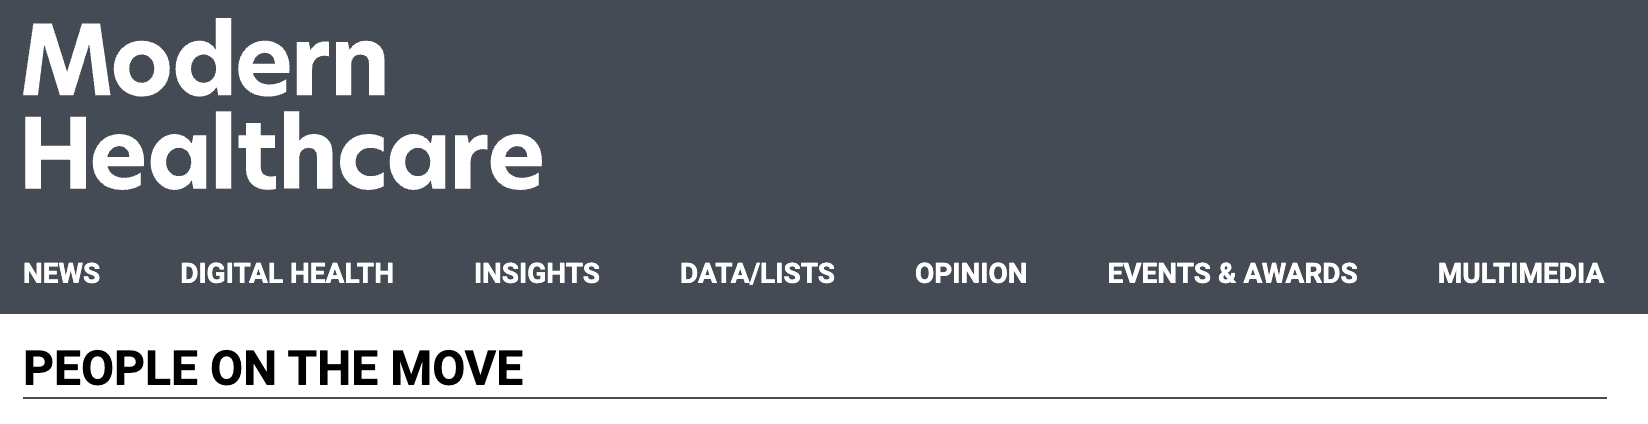 Modern
Healthcare
NEWS DIGITAL HEALTH INSIGHTS DATA/LISTS OPINION EVENTS & AWARDS MULTIMEDIA
PEOPLE ON THE MOVE